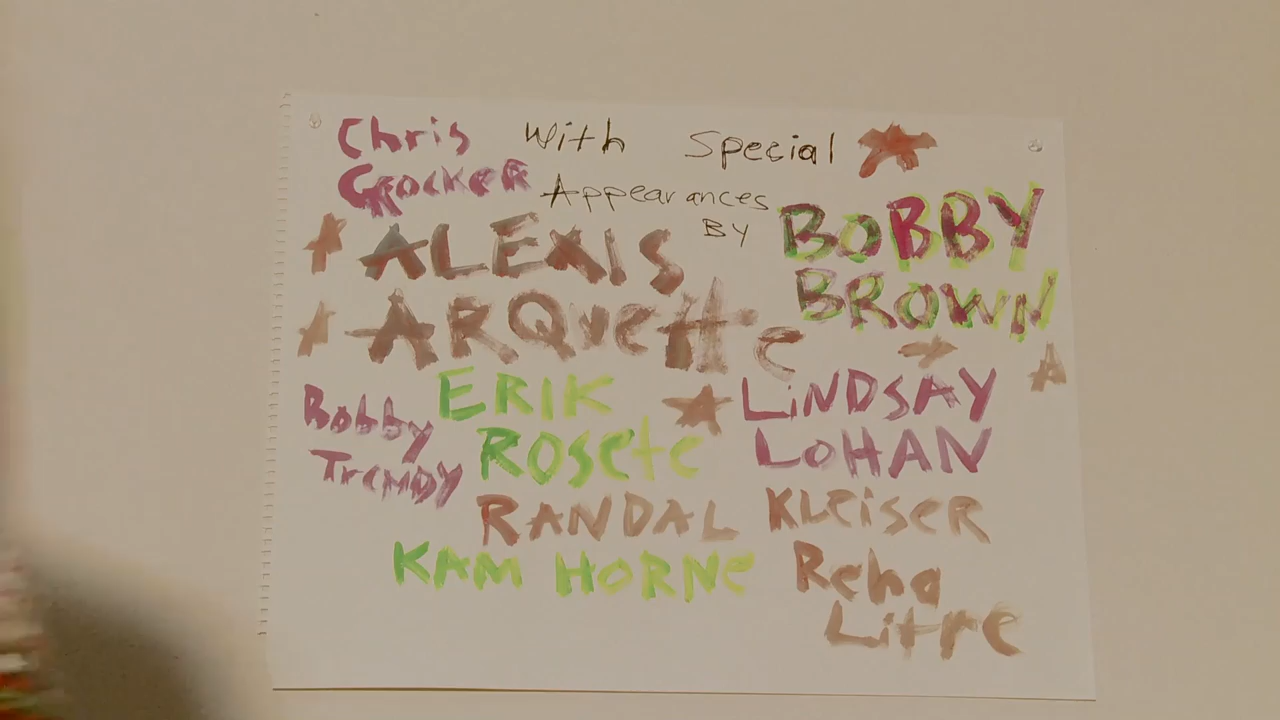 Chris With Special
Crocker Appearances
By
ALEXIS BOBBY
ARQueTTe BROWN
ERIK LiNDSAY
Bobby Rosete LoHAN
TreNDy
RANDAL KLeiseR
KAM HoRNe Reha
Litre